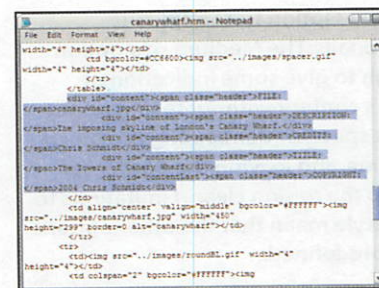 canarywharf.htm - Notepad
File Edit Format View Help
width="4" height="4"></td>
<td bgcolor="#CC6600"><img src="../images/spacer.gif"
width="4" height="4"></td>
</tr>
</table>
<div id="content"><span class="header">FILE:
</span>canarywharf.jpg</div>
<div id="content"><span class="header">DESCRIPTION:
</span>The imposing skyline of London's Canary Wharf.</div>
<div id="content"><span class="header">CREDITS:
</span>Chris Schmidt</div>
<div id="content"><span class="header">
</span>The Towers of Canary Wharf</div>
<div id="contentLast"><span class="header">COPYRIGHT:
</span>2004 Chris Schmidt</div>
</td>
<td align="center" valign="middle" bgcolor="#FFFFFF"><img
src="../images/canarywharf.jpg" width="450"
height="299" border=0 alt="canarywharf"></td>
</tr>
<tr>
<td><img src="../images/roundBL.gif" width="4"
height="4"></td>
<td colspan="2" bgcolor="#FFFFFF"><img